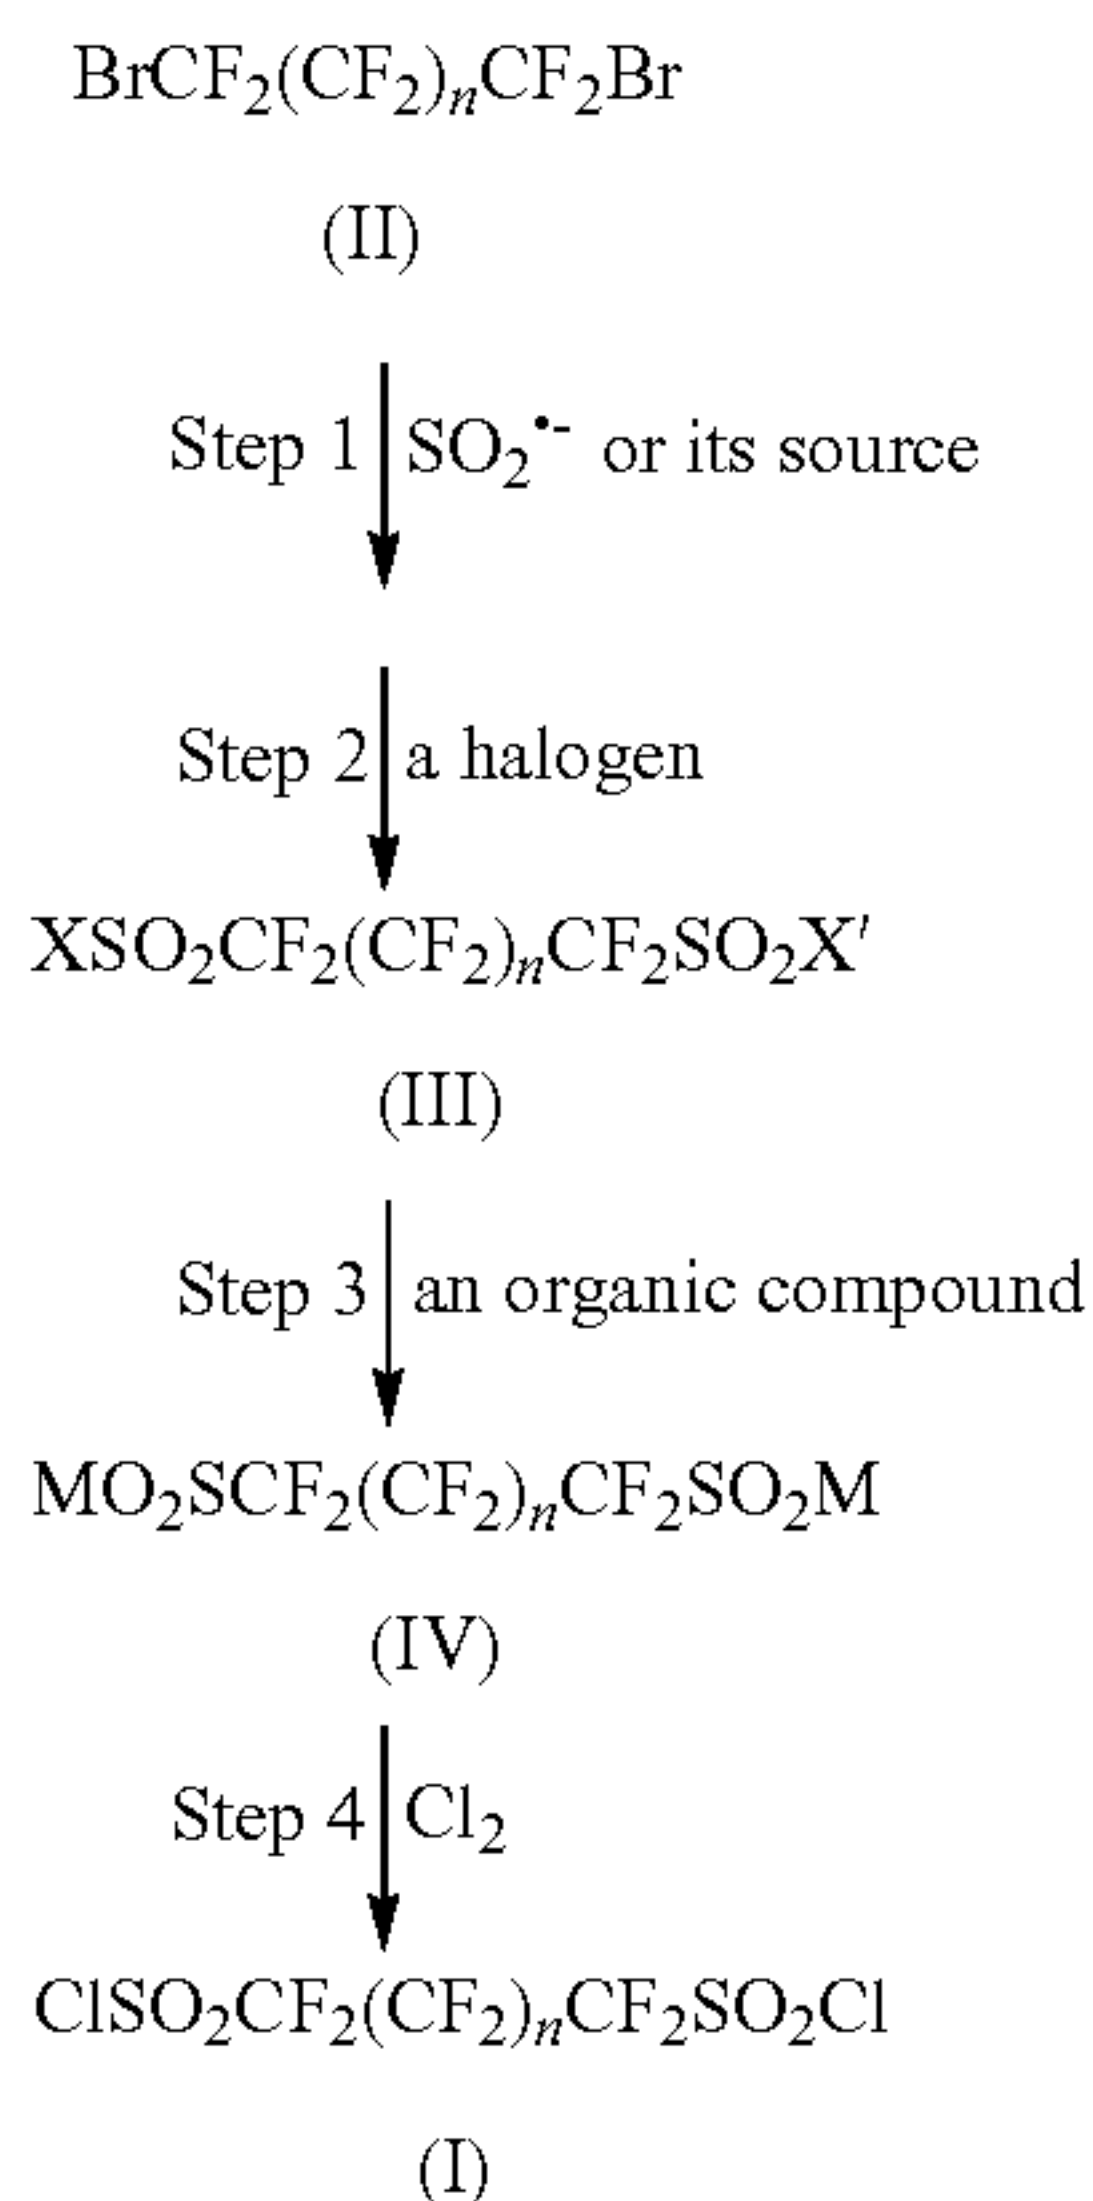 BrCF₂(CF₂)ₙCF₂Br
(II)
Step 1 SO₂•- or its source
Step 2 a halogen
XSO₂CF₂(CF₂)ₙCF₂SO₂X′
(III)
Step 3 an organic compound
MO₂SCF₂(CF₂)ₙCF₂SO₂M
(IV)
Step 4 Cl₂
ClSO₂CF₂(CF₂)ₙCF₂SO₂Cl
(I)